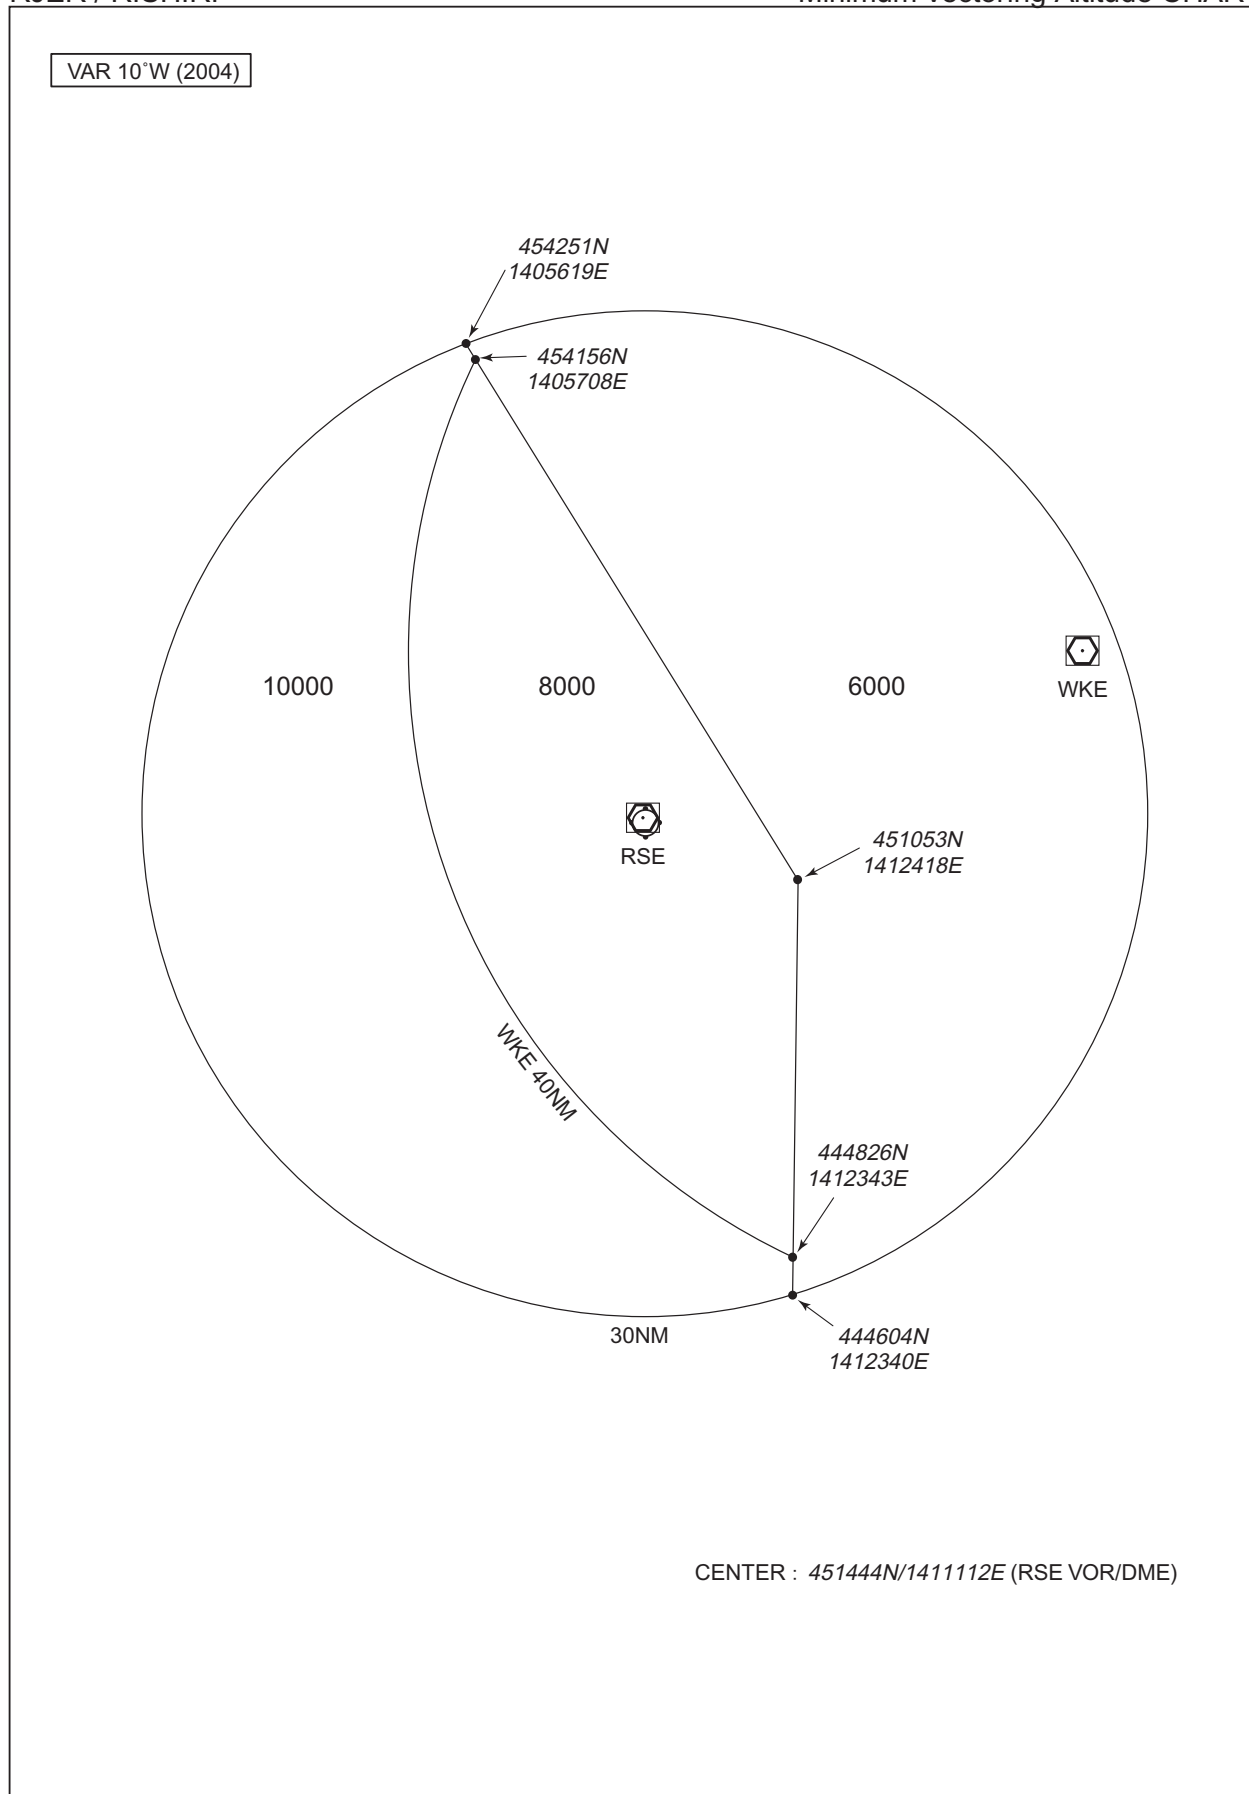 VAR 10˚W (2004)
454251N
1405619E
454156N
1405708E
10000
8000
6000
WKE
RSE
451053N
1412418E
WKE 40NM
444826N
1412343E
30NM
444604N
1412340E
CENTER : 451444N/1411112E (RSE VOR/DME)